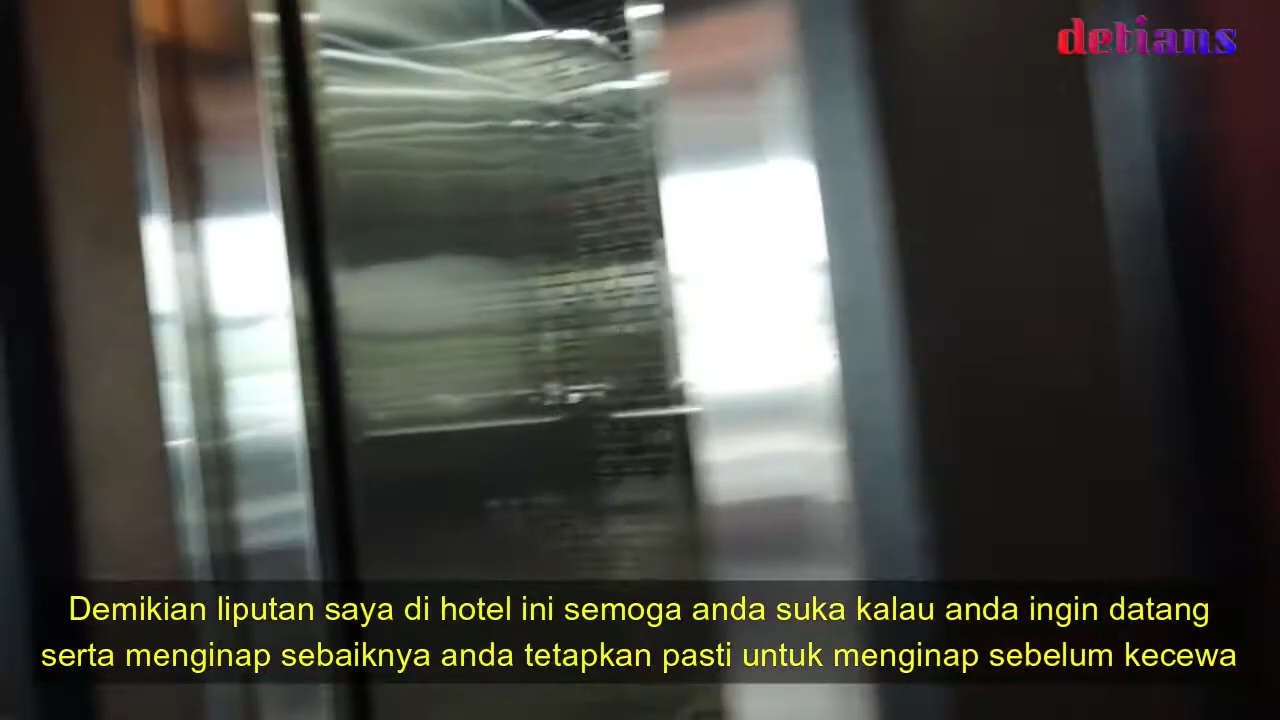 detians
Demikian liputan saya di hotel ini semoga anda suka kalau anda ingin datang
serta menginap sebaiknya anda tetapkan pasti untuk menginap sebelum kecewa